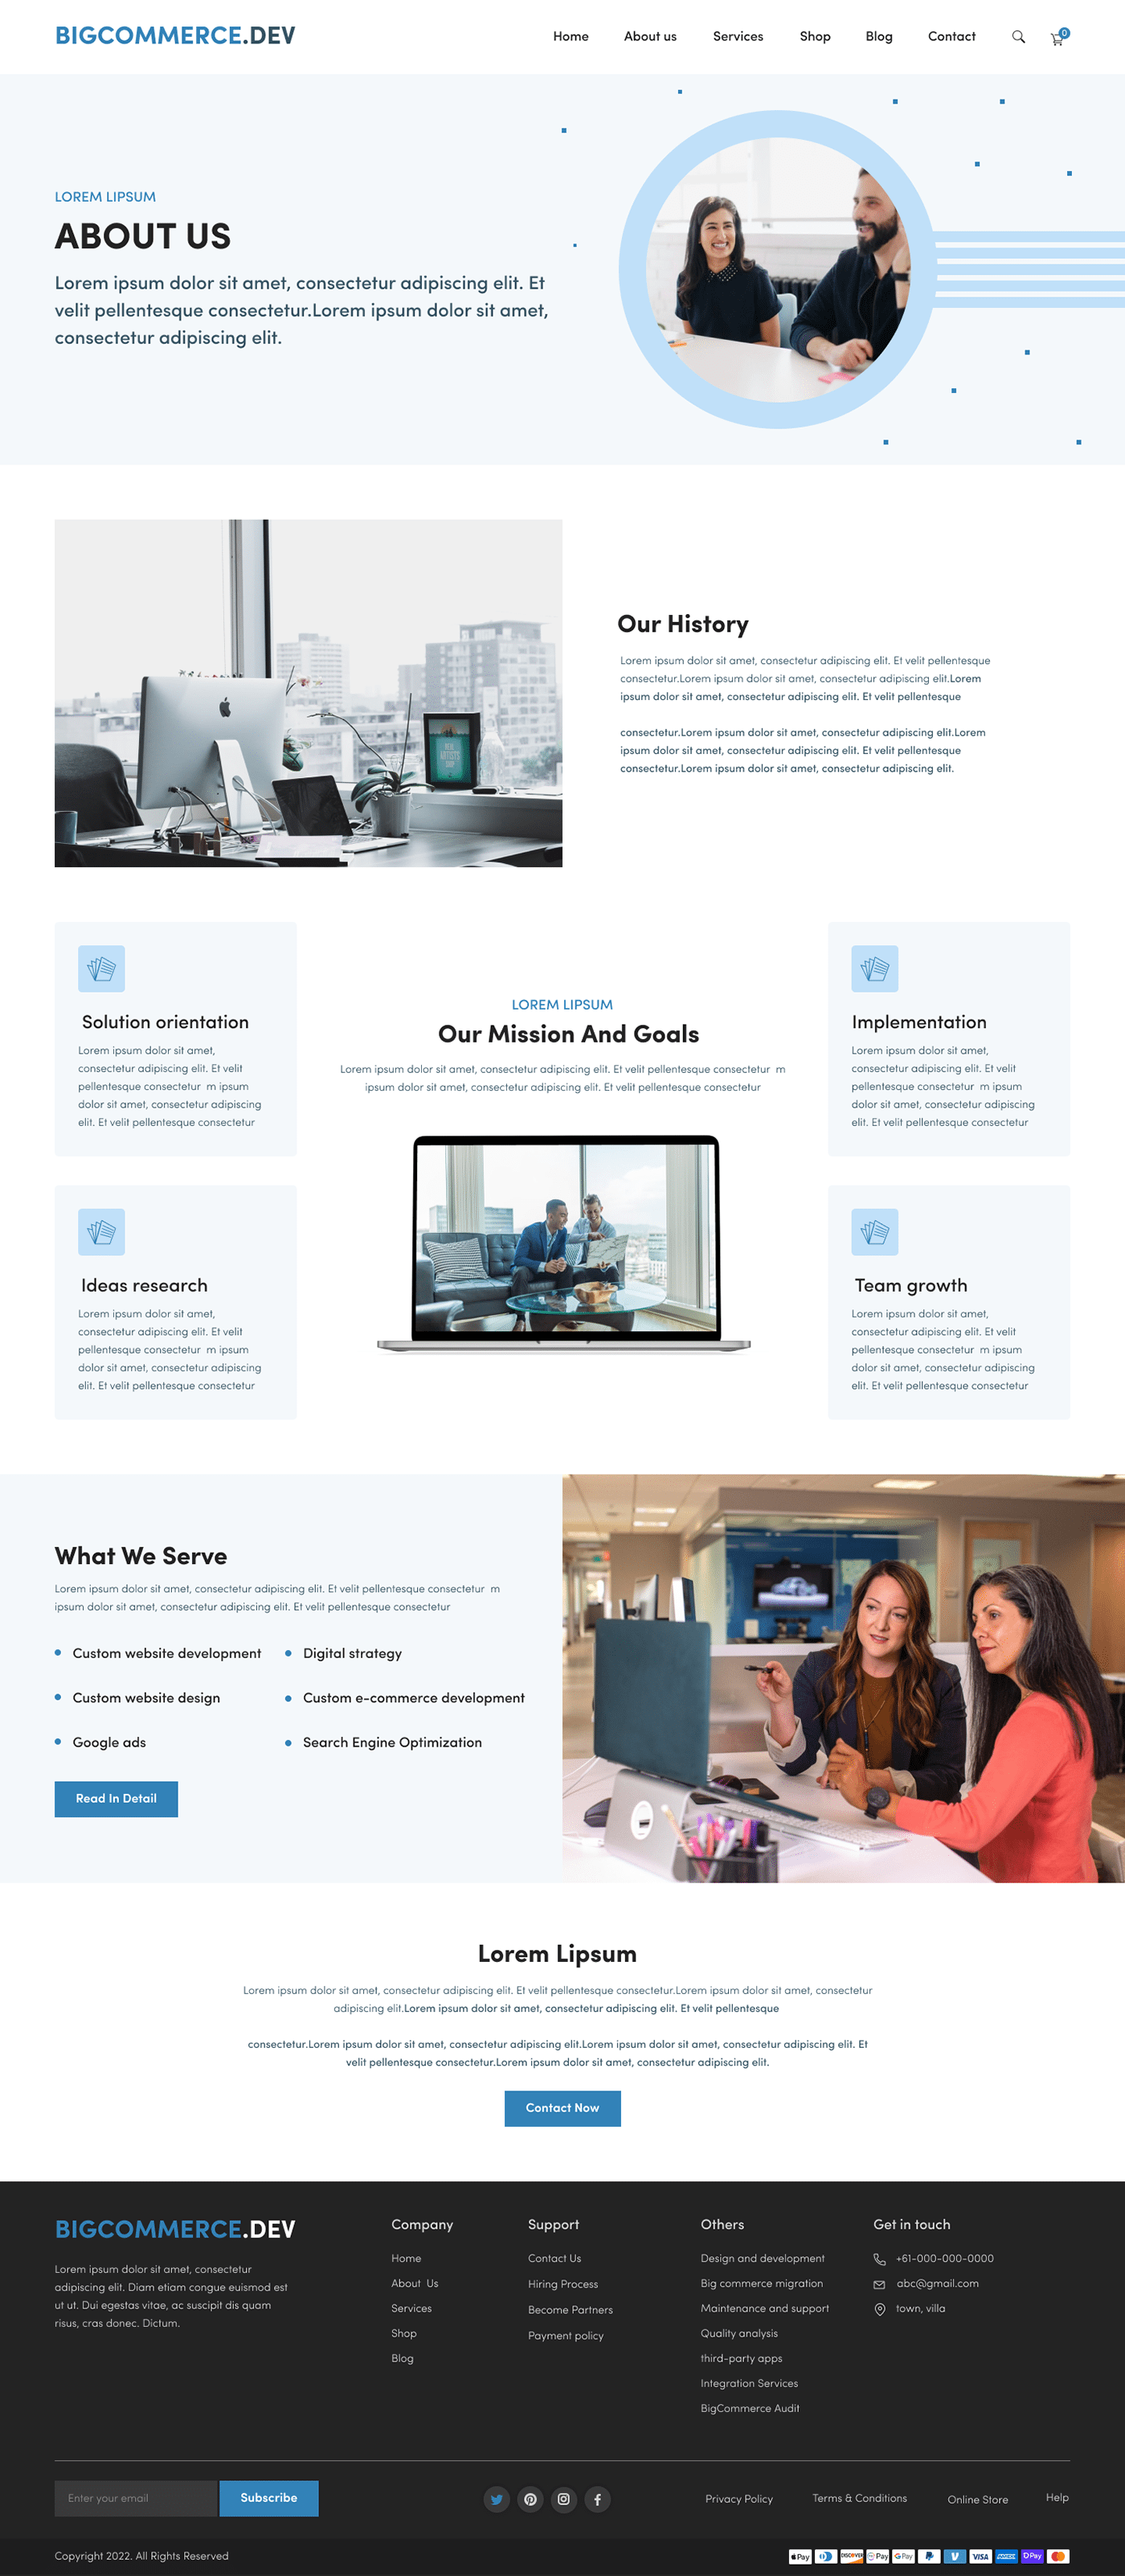 BIGCOMMERCE.DEV
Home About us Services Shop Blog Contact 0
LOREM LIPSUM
ABOUT US
Lorem ipsum dolor sit amet, consectetur adipiscing elit. Et
velit pellentesque consectetur.Lorem ipsum dolor sit amet,
consectetur adipiscing elit.
Our History
Lorem ipsum dolor sit amet, consectetur adipiscing elit. Et velit pellentesque
consectetur.Lorem ipsum dolor sit amet, consectetur adipiscing elit.Lorem
ipsum dolor sit amet, consectetur adipiscing elit. Et velit pellentesque
consectetur.Lorem ipsum dolor sit amet, consectetur adipiscing elit.Lorem
ipsum dolor sit amet, consectetur adipiscing elit. Et velit pellentesque
consectetur.Lorem ipsum dolor sit amet, consectetur adipiscing elit.
Solution orientation
Lorem ipsum dolor sit amet,
consectetur adipiscing elit. Et velit
pellentesque consectetur m ipsum
dolor sit amet, consectetur adipiscing
elit. Et velit pellentesque consectetur
Ideas research
Lorem ipsum dolor sit amet,
consectetur adipiscing elit. Et velit
pellentesque consectetur m ipsum
dolor sit amet, consectetur adipiscing
elit. Et velit pellentesque consectetur
LOREM LIPSUM
Our Mission And Goals
Lorem ipsum dolor sit amet, consectetur adipiscing elit. Et velit pellentesque consectetur m
ipsum dolor sit amet, consectetur adipiscing elit. Et velit pellentesque consectetur
Implementation
Lorem ipsum dolor sit amet,
consectetur adipiscing elit. Et velit
pellentesque consectetur m ipsum
dolor sit amet, consectetur adipiscing
elit. Et velit pellentesque consectetur
Team growth
Lorem ipsum dolor sit amet,
consectetur adipiscing elit. Et velit
pellentesque consectetur m ipsum
dolor sit amet, consectetur adipiscing
elit. Et velit pellentesque consectetur
What We Serve
Lorem ipsum dolor sit amet, consectetur adipiscing elit. Et velit pellentesque consectetur m
ipsum dolor sit amet, consectetur adipiscing elit. Et velit pellentesque consectetur
Custom website development
Digital strategy
Custom website design
Custom e-commerce development
Google ads
Search Engine Optimization
Read In Detail
Lorem Lipsum
Lorem ipsum dolor sit amet, consectetur adipiscing elit. Et velit pellentesque consectetur.Lorem ipsum dolor sit amet, consectetur
adipiscing elit.Lorem ipsum dolor sit amet, consectetur adipiscing elit. Et velit pellentesque
consectetur.Lorem ipsum dolor sit amet, consectetur adipiscing elit.Lorem ipsum dolor sit amet, consectetur adipiscing elit. Et
velit pellentesque consectetur.Lorem ipsum dolor sit amet, consectetur adipiscing elit.
Contact Now
BIGCOMMERCE.DEV
Lorem ipsum dolor sit amet, consectetur
adipiscing elit. Diam etiam congue euismod est
ut ut. Dui egestas vitae, ac suscipit dis quam
risus, cras donec. Dictum.
Company
Home
About Us
Services
Shop
Blog
Support
Contact Us
Hiring Process
Become Partners
Payment policy
Others
Design and development
Big commerce migration
Maintenance and support
Quality analysis
third-party apps
Integration Services
BigCommerce Audit
Get in touch
+61-000-000-0000
abc@gmail.com
town, villa
Enter your email
Subscribe
Privacy Policy
Terms & Conditions
Online Store
Help
Copyright 2022. All Rights Reserved
Pay DISCOVER Pay G Pay VISA Pay